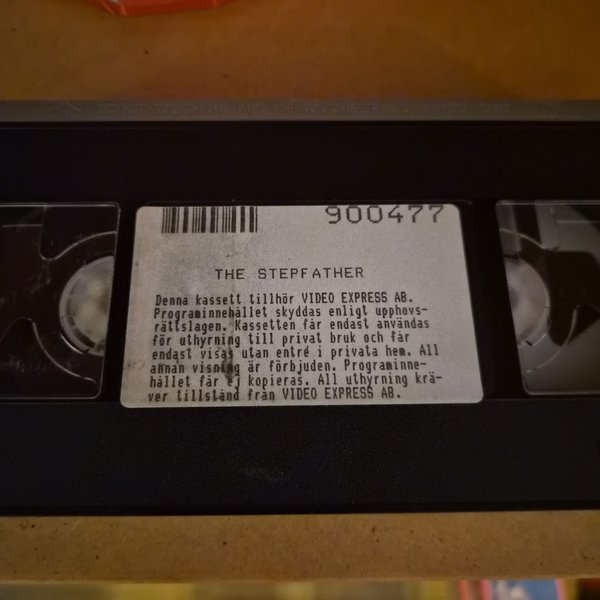 900477
THE STEPFATHER
Denna kassett tillhör VIDEO EXPRESS AB.
Programinnehållet skyddas enligt upphovs-
rättslagen. Kassetten får endast användas
för uthyrning till privat bruk och får
endast visas utan entré i privata hem. All
annan visning är förbjuden. Programinne-
hållet får ej kopieras. All uthyrning krä-
ver tillstånd från VIDEO EXPRESS AB.